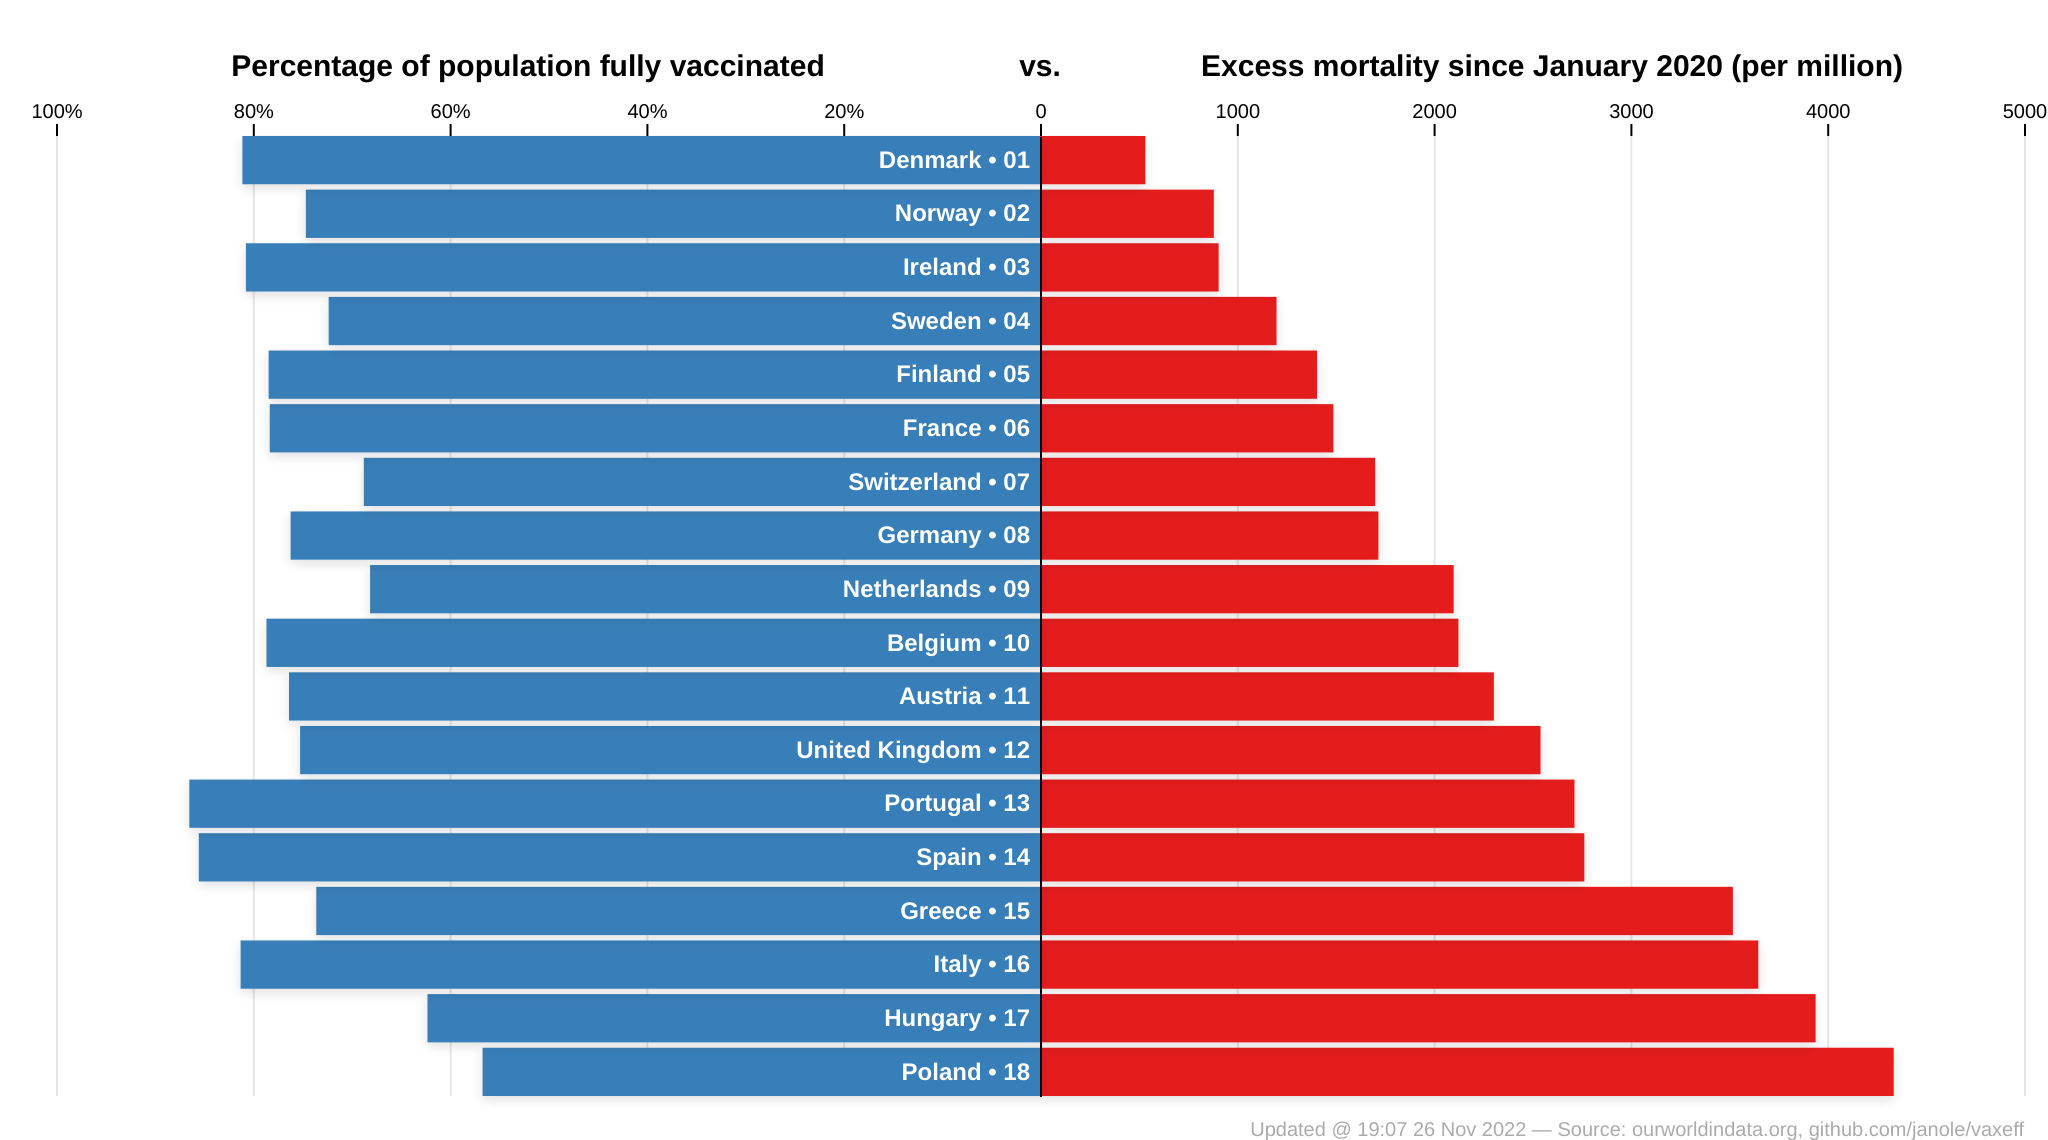 Percentage of population fully vaccinated vs. Excess mortality since January 2020 (per million)
100% 80% 60% 40% 20% 0 1000 2000 3000 4000 5000
Denmark • 01
Norway • 02
Ireland • 03
Sweden • 04
Finland • 05
France • 06
Switzerland • 07
Germany • 08
Netherlands • 09
Belgium • 10
Austria • 11
United Kingdom • 12
Portugal • 13
Spain • 14
Greece • 15
Italy • 16
Hungary • 17
Poland • 18
Updated @ 19:07 26 Nov 2022 — Source: ourworldindata.org, github.com/janole/vaxeff